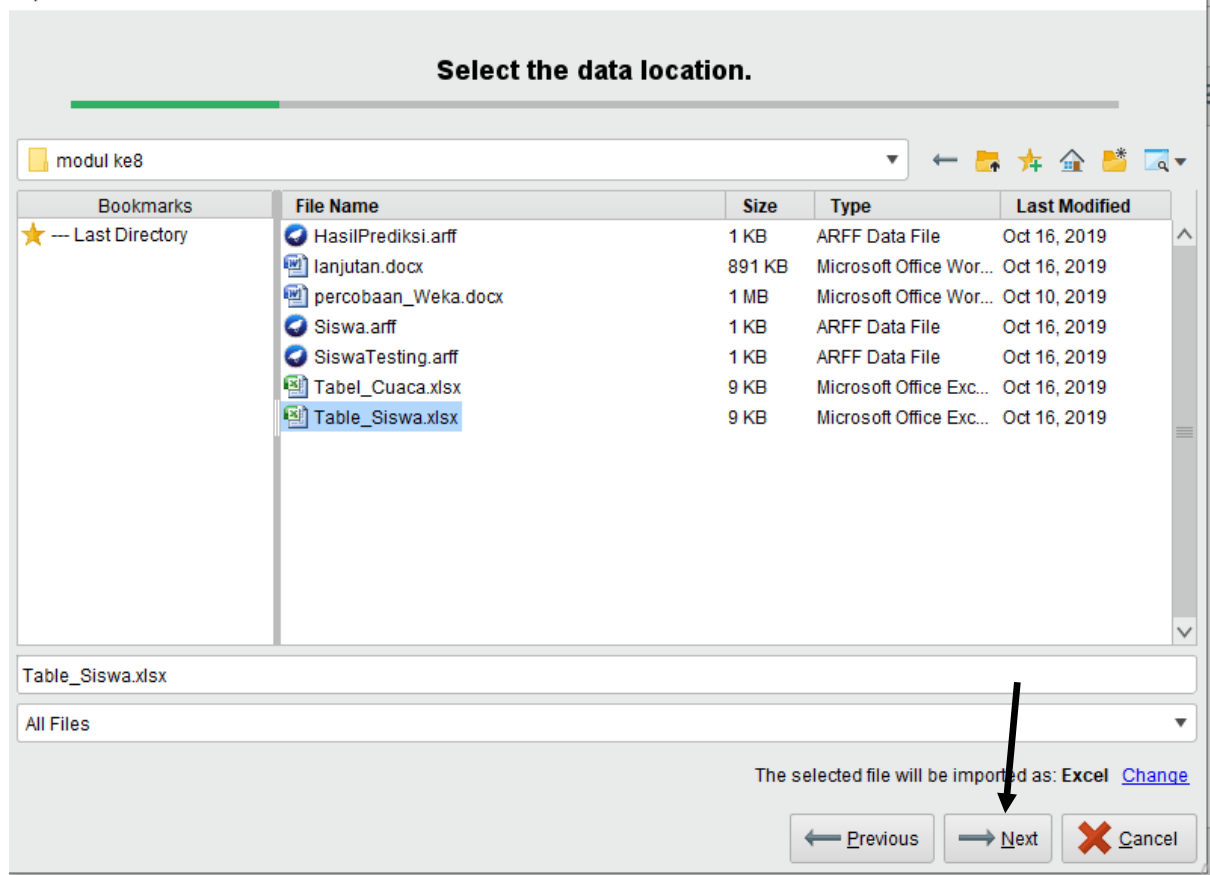 Select the data location.
modul ke8
Bookmarks File Name Size Type Last Modified
--- Last Directory HasilPrediksi.arff 1 KB ARFF Data File Oct 16, 2019
lanjutan.docx 891 KB Microsoft Office Wor... Oct 16, 2019
percobaan_Weka.docx 1 MB Microsoft Office Wor... Oct 10, 2019
Siswa.arff 1 KB ARFF Data File Oct 16, 2019
SiswaTesting.arff 1 KB ARFF Data File Oct 16, 2019
Tabel_Cuaca.xlsx 9 KB Microsoft Office Exc... Oct 16, 2019
Table_Siswa.xlsx 9 KB Microsoft Office Exc... Oct 16, 2019
Table_Siswa.xlsx
All Files
The selected file will be imported as: Excel Change
Previous Next Cancel